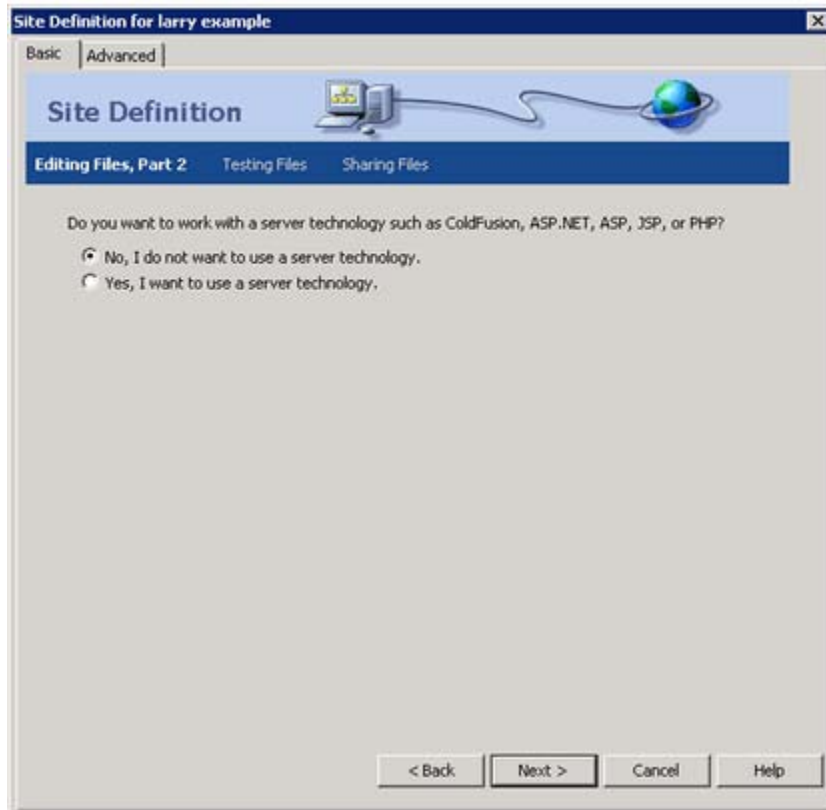 Site Definition for larry example
Basic Advanced
Site Definition
Editing Files, Part 2 Testing Files Sharing Files
Do you want to work with a server technology such as ColdFusion, ASP.NET, ASP, JSP, or PHP?
No, I do not want to use a server technology.
Yes, I want to use a server technology.
< Back Next > Cancel Help